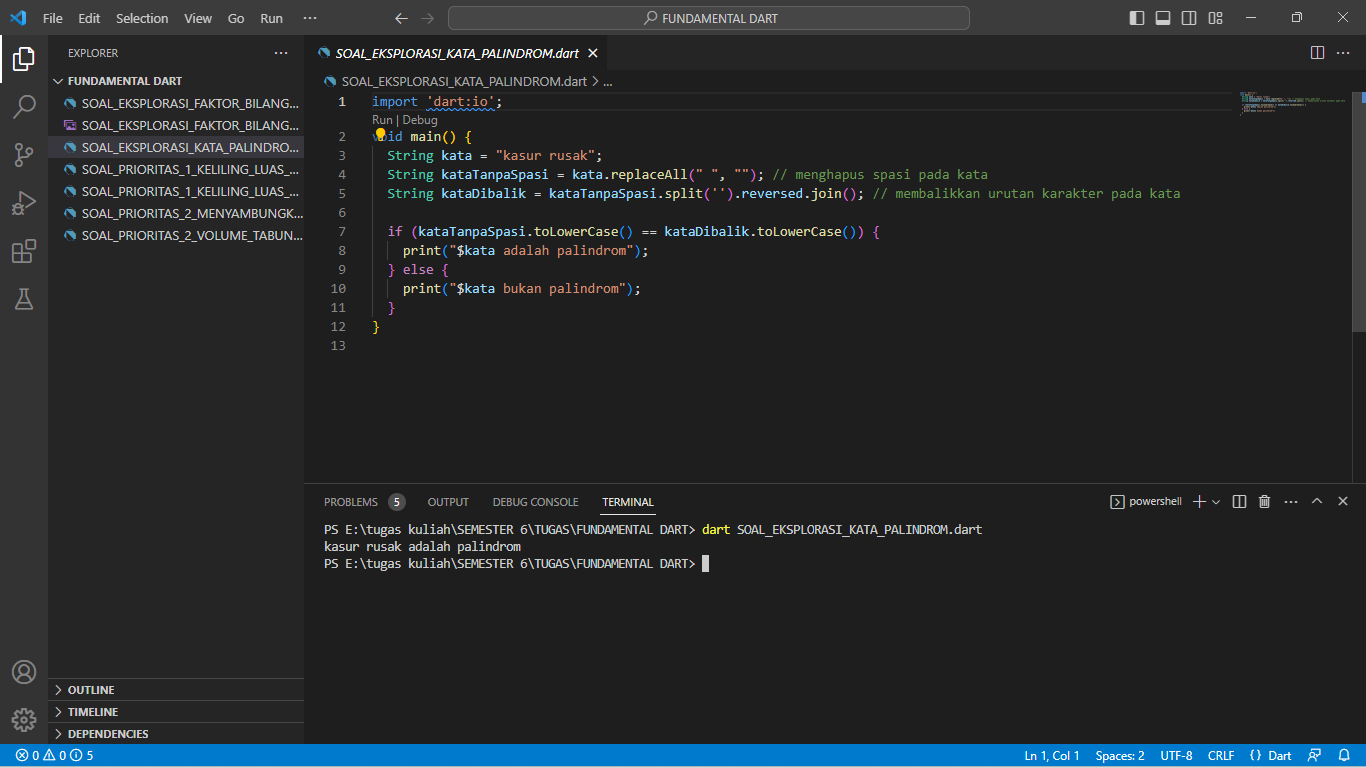 File Edit Selection View Go Run ··· FUNDAMENTAL DART
EXPLORER ···
FUNDAMENTAL DART
SOAL_EKSPLORASI_FAKTOR_BILANG...
SOAL_EKSPLORASI_FAKTOR_BILANG...
SOAL_EKSPLORASI_KATA_PALINDRO...
SOAL_PRIORITAS_1_KELILING_LUAS_...
SOAL_PRIORITAS_1_KELILING_LUAS_...
SOAL_PRIORITAS_2_MENYAMBUNGK...
SOAL_PRIORITAS_2_VOLUME_TABUN...
OUTLINE
TIMELINE
DEPENDENCIES
SOAL_EKSPLORASI_KATA_PALINDROM.dart
SOAL_EKSPLORASI_KATA_PALINDROM.dart > ...
1 import 'dart:io';
Run | Debug
2 void main() {
3 String kata = "kasur rusak";
4 String kataTanpaSpasi = kata.replaceAll(" ", ""); // menghapus spasi pada kata
5 String kataDibalik = kataTanpaSpasi.split('').reversed.join(); // membalikkan urutan karakter pada kata
6
7 if (kataTanpaSpasi.toLowerCase() == kataDibalik.toLowerCase()) {
8 print("$kata adalah palindrom");
9 } else {
10 print("$kata bukan palindrom");
11 }
12 }
13
PROBLEMS 5 OUTPUT DEBUG CONSOLE TERMINAL powershell
PS E:\tugas kuliah\SEMESTER 6\TUGAS\FUNDAMENTAL DART> dart SOAL_EKSPLORASI_KATA_PALINDROM.dart
kasur rusak adalah palindrom
PS E:\tugas kuliah\SEMESTER 6\TUGAS\FUNDAMENTAL DART>
0 0 5 Ln 1, Col 1 Spaces: 2 UTF-8 CRLF {} Dart